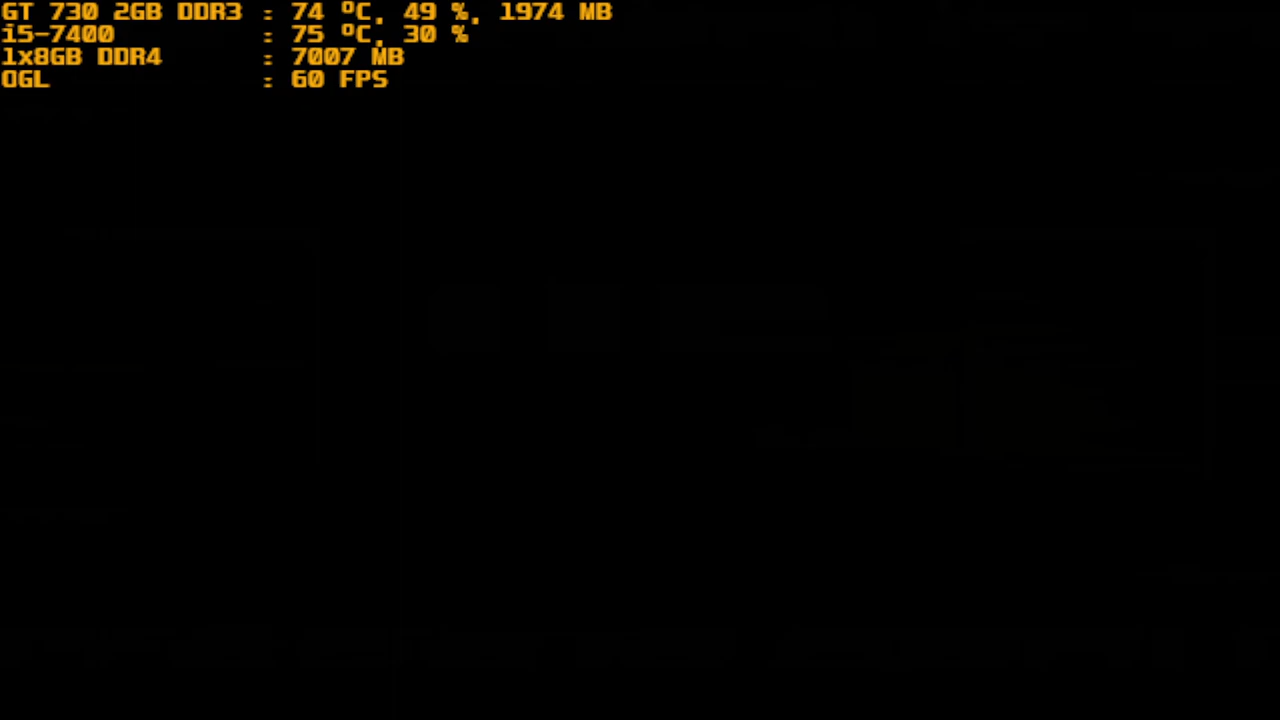 GT 730 2GB DDR3 : 74 ºC, 49 %, 1974 MB
i5-7400 : 75 ºC, 30 %
1x8GB DDR4 : 7007 MB
OGL : 60 FPS